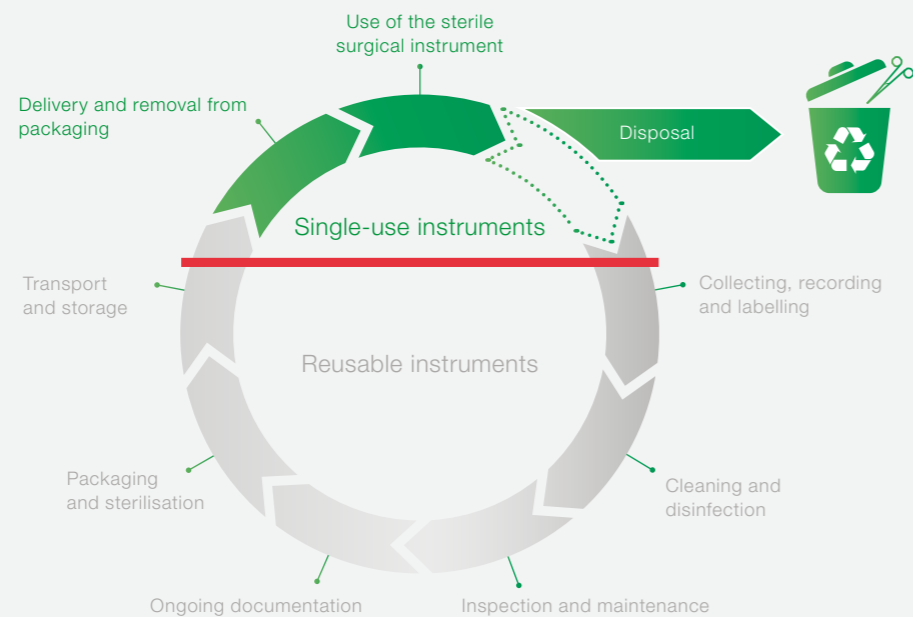 Use of the sterile
surgical instrument
Delivery and removal from
packaging
Disposal
Single-use instruments
Transport
and storage
Collecting, recording
and labelling
Reusable instruments
Packaging
and sterilisation
Cleaning and
disinfection
Ongoing documentation
Inspection and maintenance